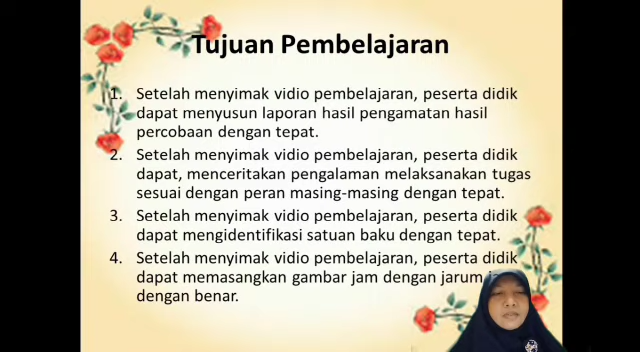 Tujuan Pembelajaran
1. Setelah menyimak vidio pembelajaran, peserta didik
dapat menyusun laporan hasil pengamatan hasil
percobaan dengan tepat.
2. Setelah menyimak vidio pembelajaran, peserta didik
dapat, menceritakan pengalaman melaksanakan tugas
sesuai dengan peran masing-masing dengan tepat.
3. Setelah menyimak vidio pembelajaran, peserta didik
dapat mengidentifikasi satuan baku dengan tepat.
4. Setelah menyimak vidio pembelajaran, peserta didik
dapat memasangkan gambar jam dengan jarum
dengan benar.